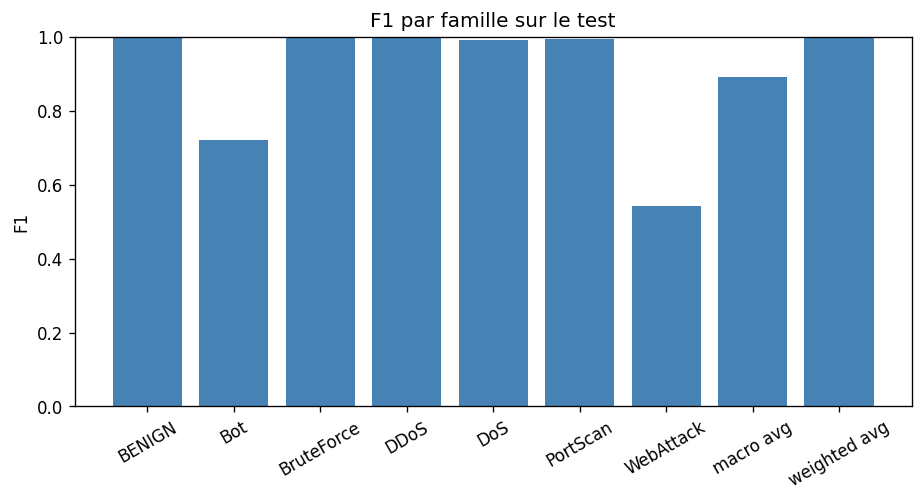 F1 par famille sur le test
F1
1.0
0.8
0.6
0.4
0.2
0.0
BENIGN
Bot
BruteForce
DDoS
DoS
PortScan
WebAttack
macro avg
weighted avg